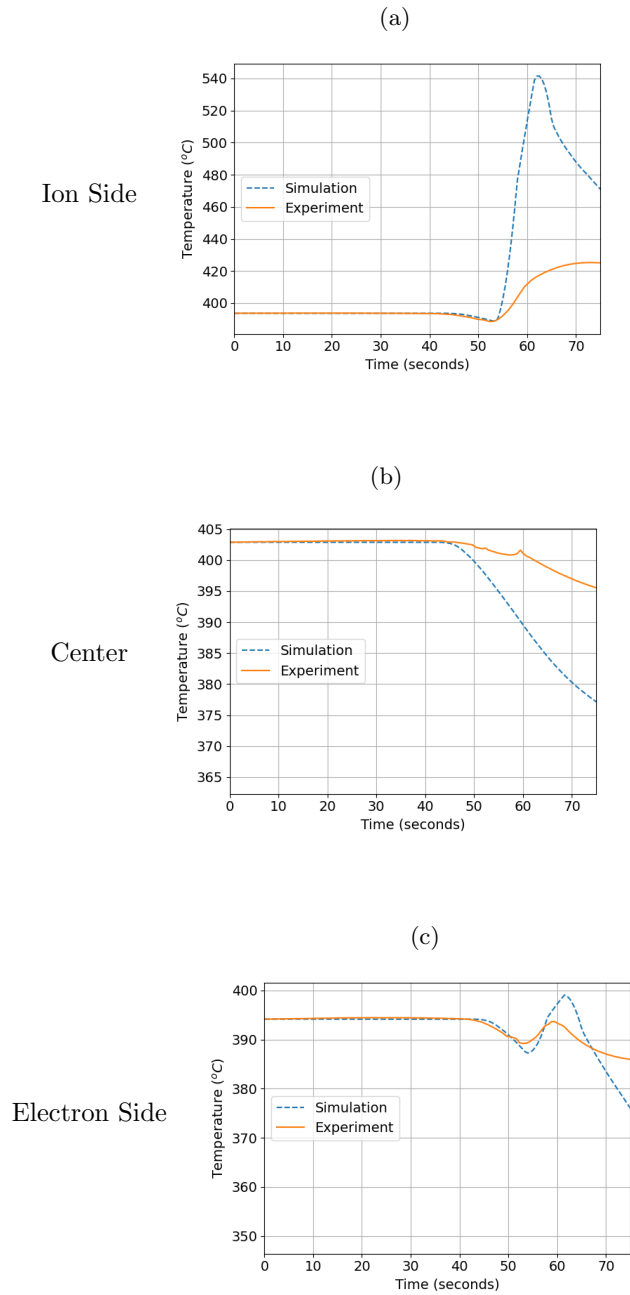 (a)
Ion Side
Temperature (°C)
540
520
500
480
460
440
420
400
Simulation
Experiment
0 10 20 30 40 50 60 70
Time (seconds)
(b)
Center
Temperature (°C)
405
400
395
390
385
380
375
370
365
Simulation
Experiment
0 10 20 30 40 50 60 70
Time (seconds)
(c)
Electron Side
Temperature (°C)
400
390
380
370
360
350
Simulation
Experiment
0 10 20 30 40 50 60 70
Time (seconds)